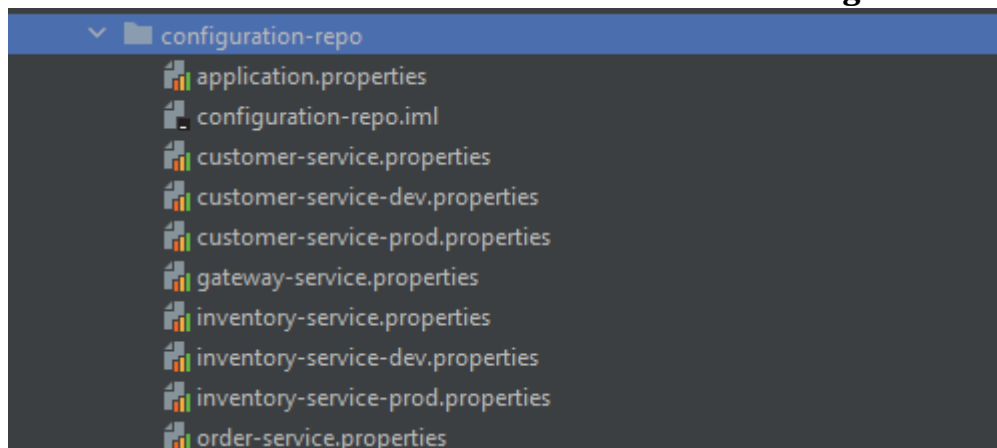 configuration-repo
application.properties
configuration-repo.iml
customer-service.properties
customer-service-dev.properties
customer-service-prod.properties
gateway-service.properties
inventory-service.properties
inventory-service-dev.properties
inventory-service-prod.properties
order-service.properties